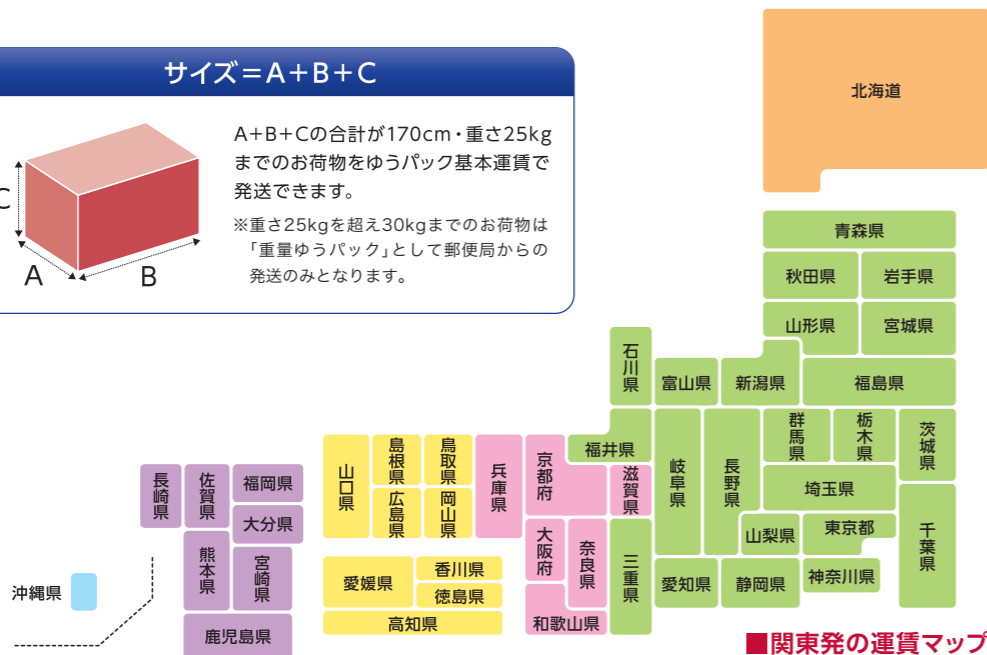 サイズ＝A+B+C
A+B+Cの合計が170cm・重さ25kg
までのお荷物をゆうパック基本運賃で
発送できます。
※重さ25kgを超え30kgまでのお荷物は
「重量ゆうパック」として郵便局からの
発送のみとなります。
C
A
B
北海道
青森県
秋田県
岩手県
山形県
宮城県
石川県
富山県
新潟県
福島県
福井県
岐阜県
長野県
群馬県
栃木県
茨城県
埼玉県
山梨県
東京都
千葉県
愛知県
静岡県
神奈川県
三重県
滋賀県
京都府
兵庫県
大阪府
奈良県
和歌山県
鳥取県
島根県
岡山県
広島県
山口県
香川県
愛媛県
徳島県
高知県
福岡県
佐賀県
長崎県
大分県
熊本県
宮崎県
鹿児島県
沖縄県
■関東発の運賃マップ